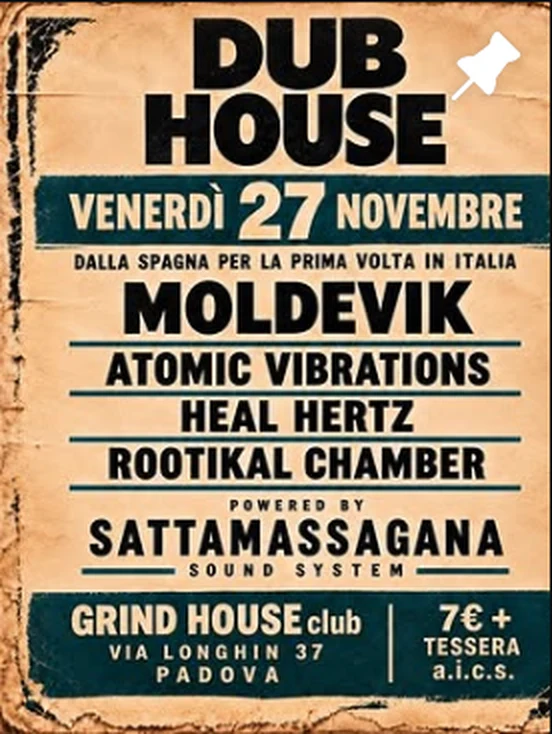 DUB
HOUSE
VENERDÌ 27 NOVEMBRE
DALLA SPAGNA PER LA PRIMA VOLTA IN ITALIA
MOLDEVIK
ATOMIC VIBRATIONS
HEAL HERTZ
ROOTIKAL CHAMBER
POWERED BY
SATTAMASSAGANA
SOUND SYSTEM
GRIND HOUSE club
VIA LONGHIN 37
PADOVA
7€ +
TESSERA
a.i.c.s.